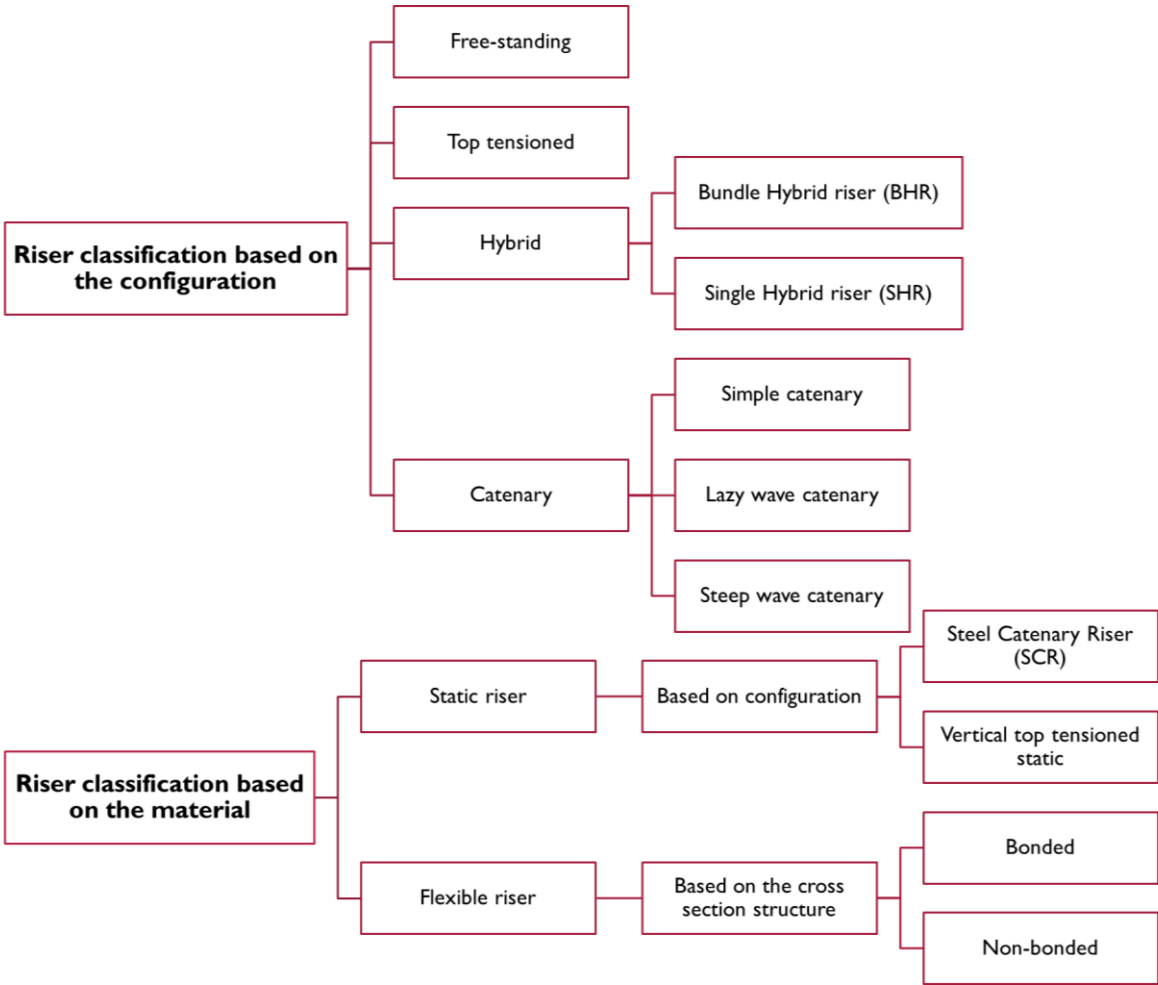 Free-standing
Top tensioned
Bundle Hybrid riser (BHR)
Riser classification based on
the configuration
Hybrid
Single Hybrid riser (SHR)
Simple catenary
Catenary
Lazy wave catenary
Steep wave catenary
Steel Catenary Riser
(SCR)
Static riser
Based on configuration
Vertical top tensioned
static
Riser classification based
on the material
Bonded
Flexible riser
Based on the cross
section structure
Non-bonded